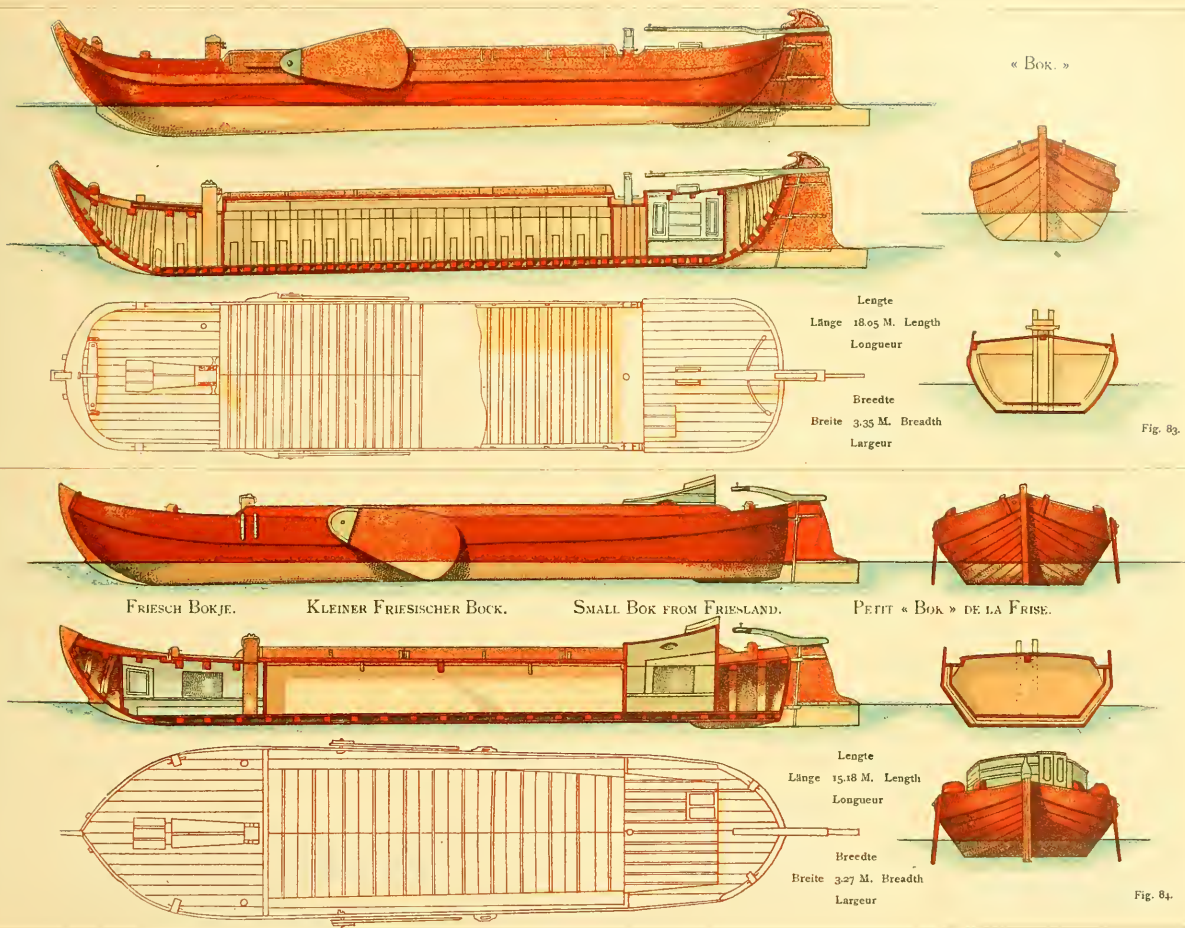 « Bok. »
Lengte
Länge 18.05 M. Length
Longueur
Breedte
Breite 3.35 M. Breadth
Largeur
Fig. 83.
Friesch Bokje. Kleiner Friesischer Bock. Small Bok from Friesland. Petit « Bok » de la Frise.
Lengte
Länge 15.18 M. Length
Longueur
Breedte
Breite 3.27 M. Breadth
Largeur
Fig. 84.